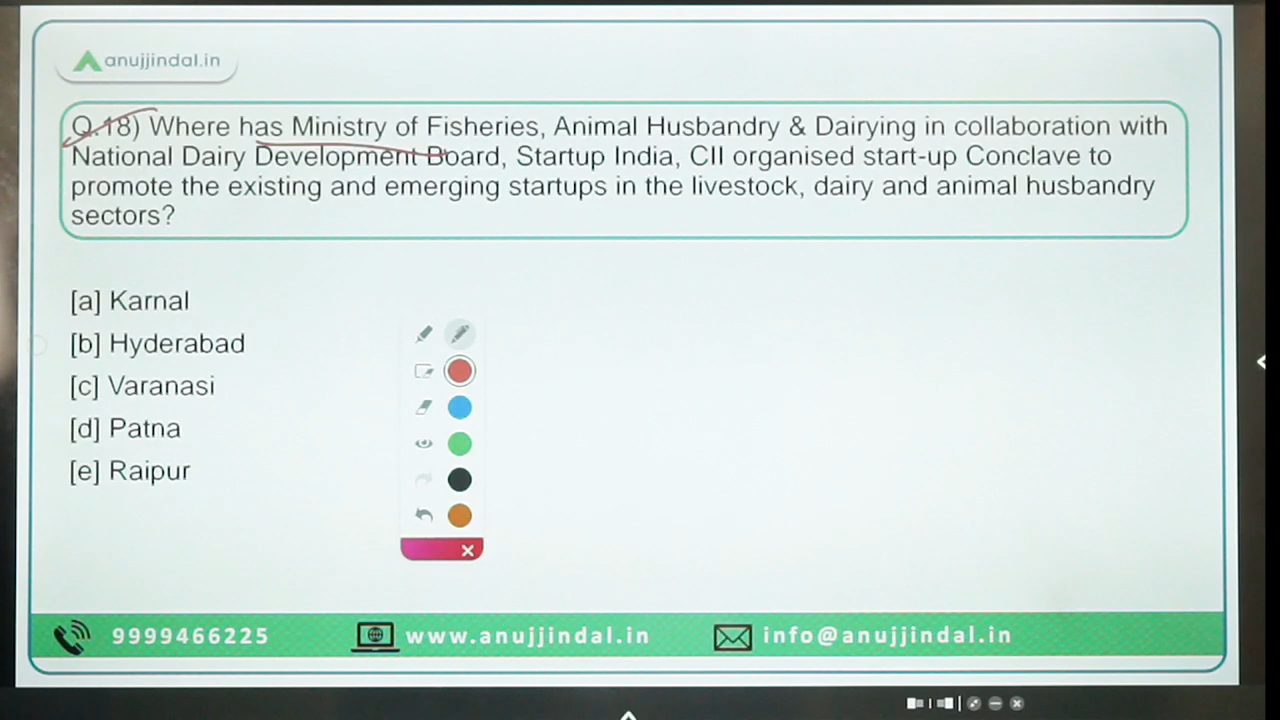 anujjindal.in
Q.18) Where has Ministry of Fisheries, Animal Husbandry & Dairying in collaboration with
National Dairy Development Board, Startup India, CII organised start-up Conclave to
promote the existing and emerging startups in the livestock, dairy and animal husbandry
sectors?
[a] Karnal
[b] Hyderabad
[c] Varanasi
[d] Patna
[e] Raipur
9999466225 www.anujjindal.in info@anujjindal.in